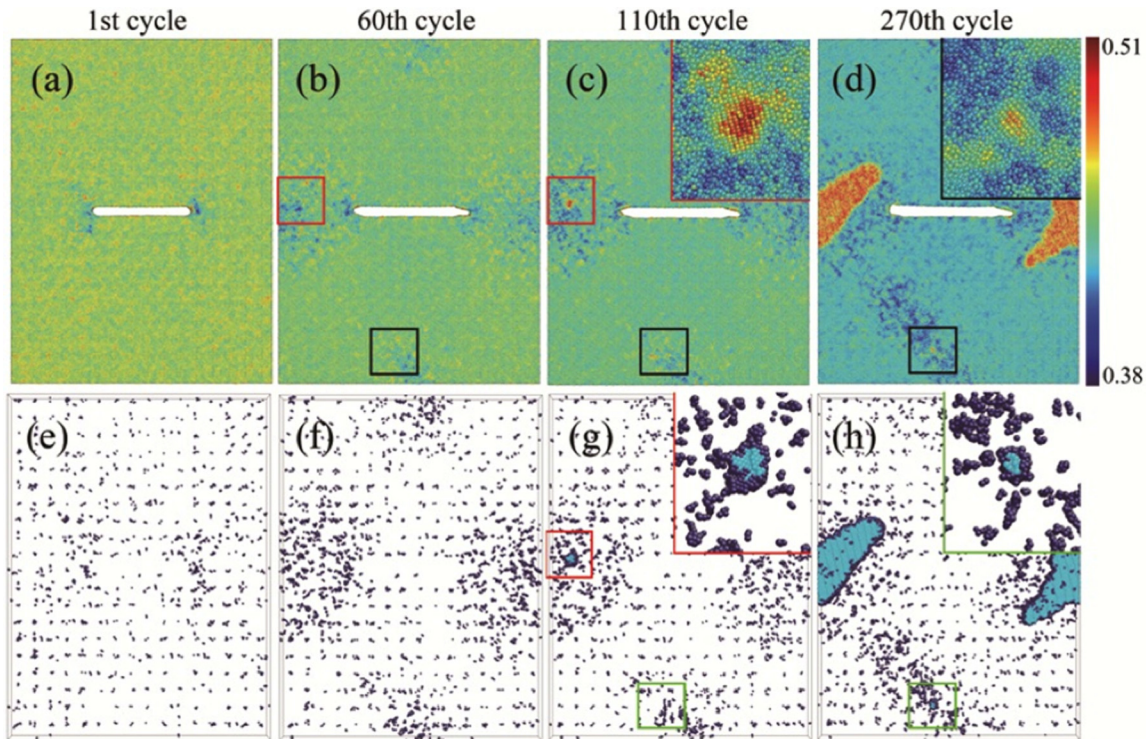 1st cycle 60th cycle 110th cycle 270th cycle
(a) (b) (c) (d)
0.51
0.38
(e) (f) (g) (h)